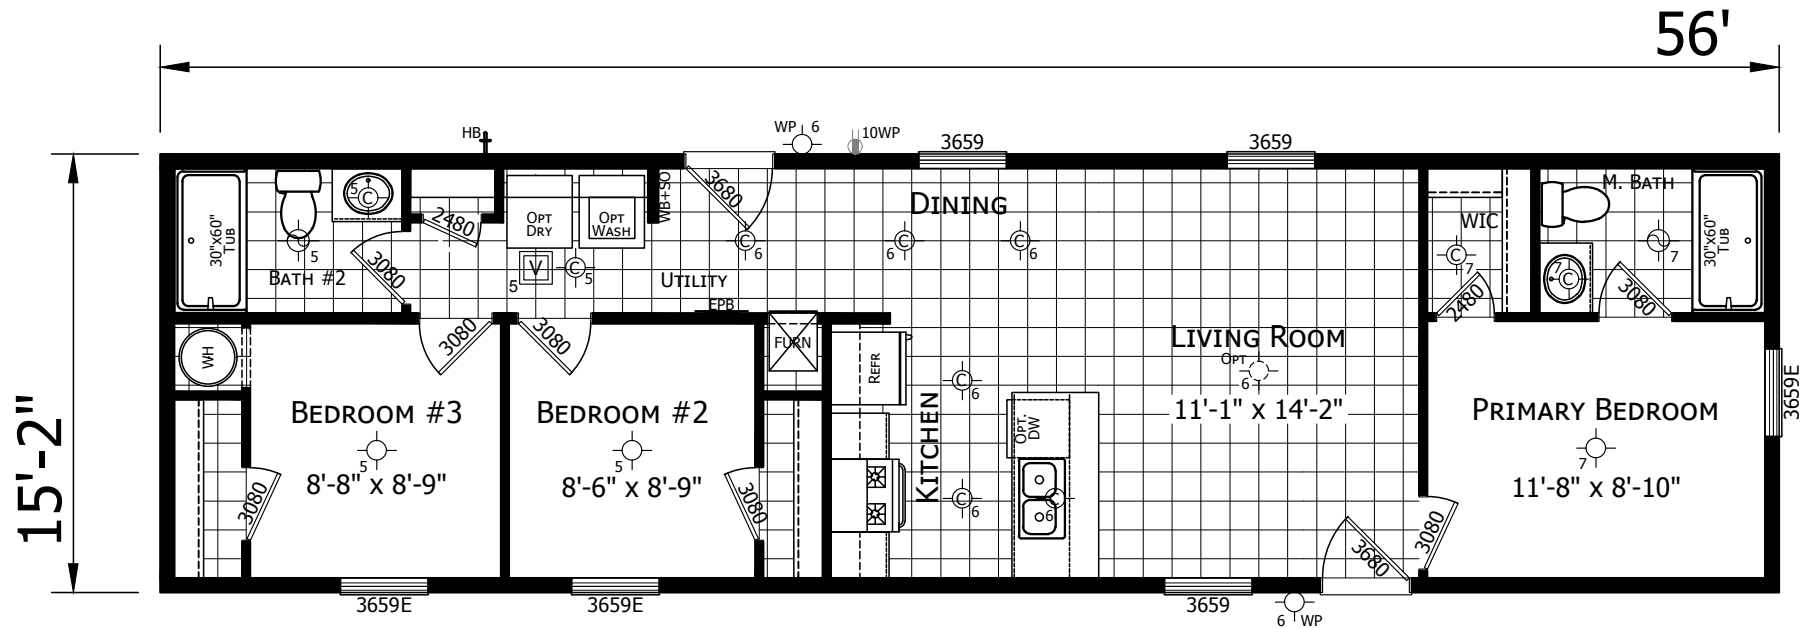 56'
15'-2"
HB
WP 6
10WP
3659
3659
30"x60"
TUB
5
C
5
BATH #2
3080
2480
OPT
DRY
OPT
WASH
V
5
C
5
WB+SO
3680
C
6
UTILITY
EPB
DINING
C
6
C
6
WIC
C
7
2480
M. BATH
7
7
C
3080
30"x60"
TUB
WH
3080
3080
FURN
REFR
LIVING ROOM
OPT
6
11'-1" x 14'-2"
BEDROOM #3
5
8'-8" x 8'-9"
3080
BEDROOM #2
5
8'-6" x 8'-9"
3080
KITCHEN
C
6
C
6
OPT.
DW
C
6
PRIMARY BEDROOM
7
11'-8" x 8'-10"
3659E
3080
3680
3659E
3659E
3659
6 WP